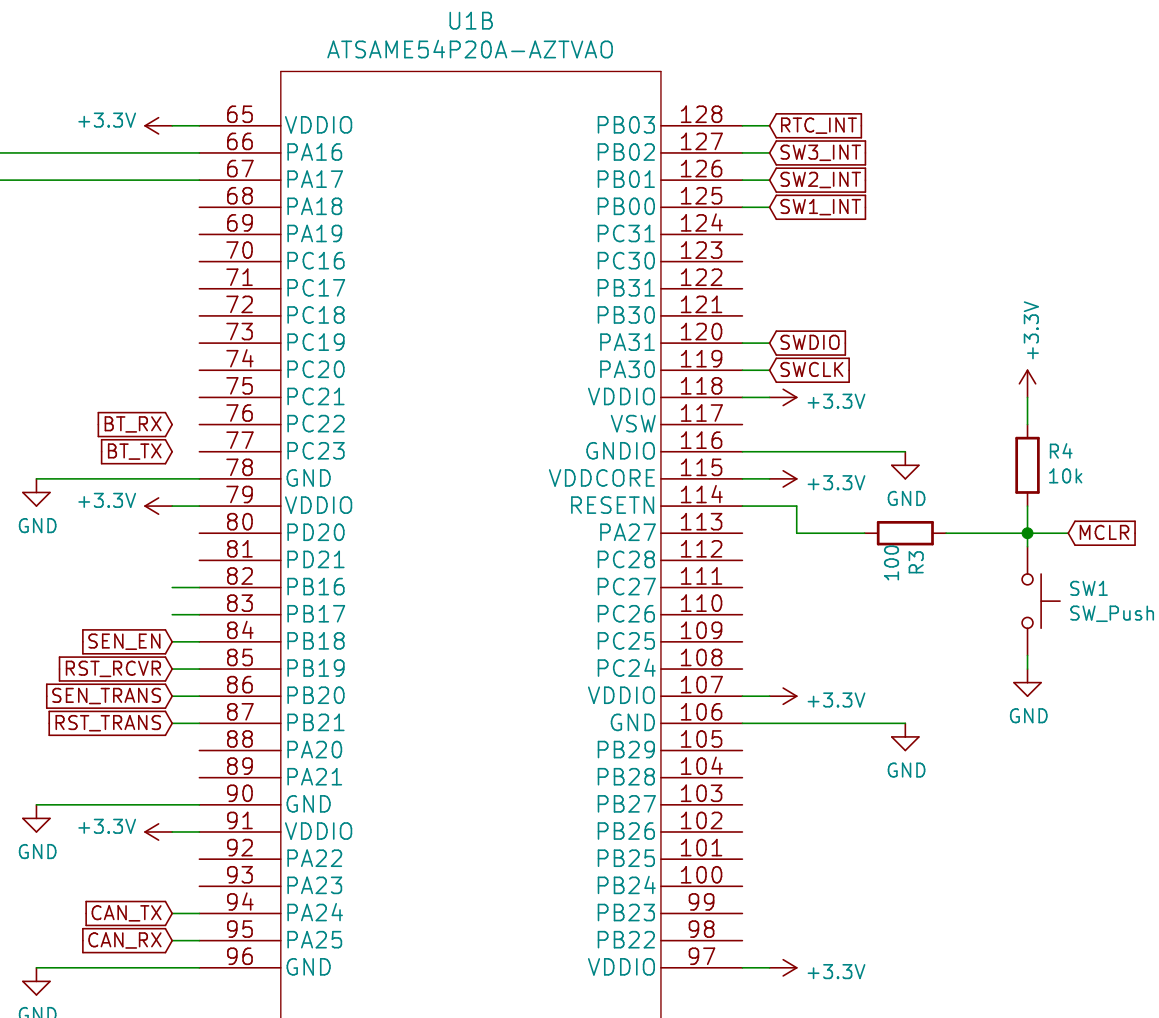 U1B
ATSAME54P20A-AZTVAO
+3.3V 65 VDDIO PB03 128 RTC_INT
66 PA16 PB02 127 SW3_INT
67 PA17 PB01 126 SW2_INT
68 PA18 PB00 125 SW1_INT
69 PA19 PC31 124
70 PC16 PC30 123
71 PC17 PB31 122
72 PC18 PB30 121
73 PC19 PA31 120 SWDIO
74 PC20 PA30 119 SWCLK
75 PC21 VDDIO 118 +3.3V
BT_RX 76 PC22 VSW 117
BT_TX 77 PC23 GNDIO 116
GND
78 GND VDDCORE 115 +3.3V
GND
+3.3V 79 VDDIO RESETN 114
80 PD20 PA27 113
81 PD21 PC28 112
82 PB16 PC27 111
83 PB17 PC26 110
SEN_EN 84 PB18 PC25 109
RST_RCVR 85 PB19 PC24 108
SEN_TRANS 86 PB20 VDDIO 107 +3.3V
RST_TRANS 87 PB21 GND 106
GND
88 PA20 PB29 105
89 PA21 PB28 104
90 GND PB27 103
GND
+3.3V 91 VDDIO PB26 102
92 PA22 PB25 101
93 PA23 PB24 100
CAN_TX 94 PA24 PB23 99
CAN_RX 95 PA25 PB22 98
96 GND VDDIO 97 +3.3V
GND
+3.3V
R4
10k
100
R3
MCLR
SW1
SW_Push
GND